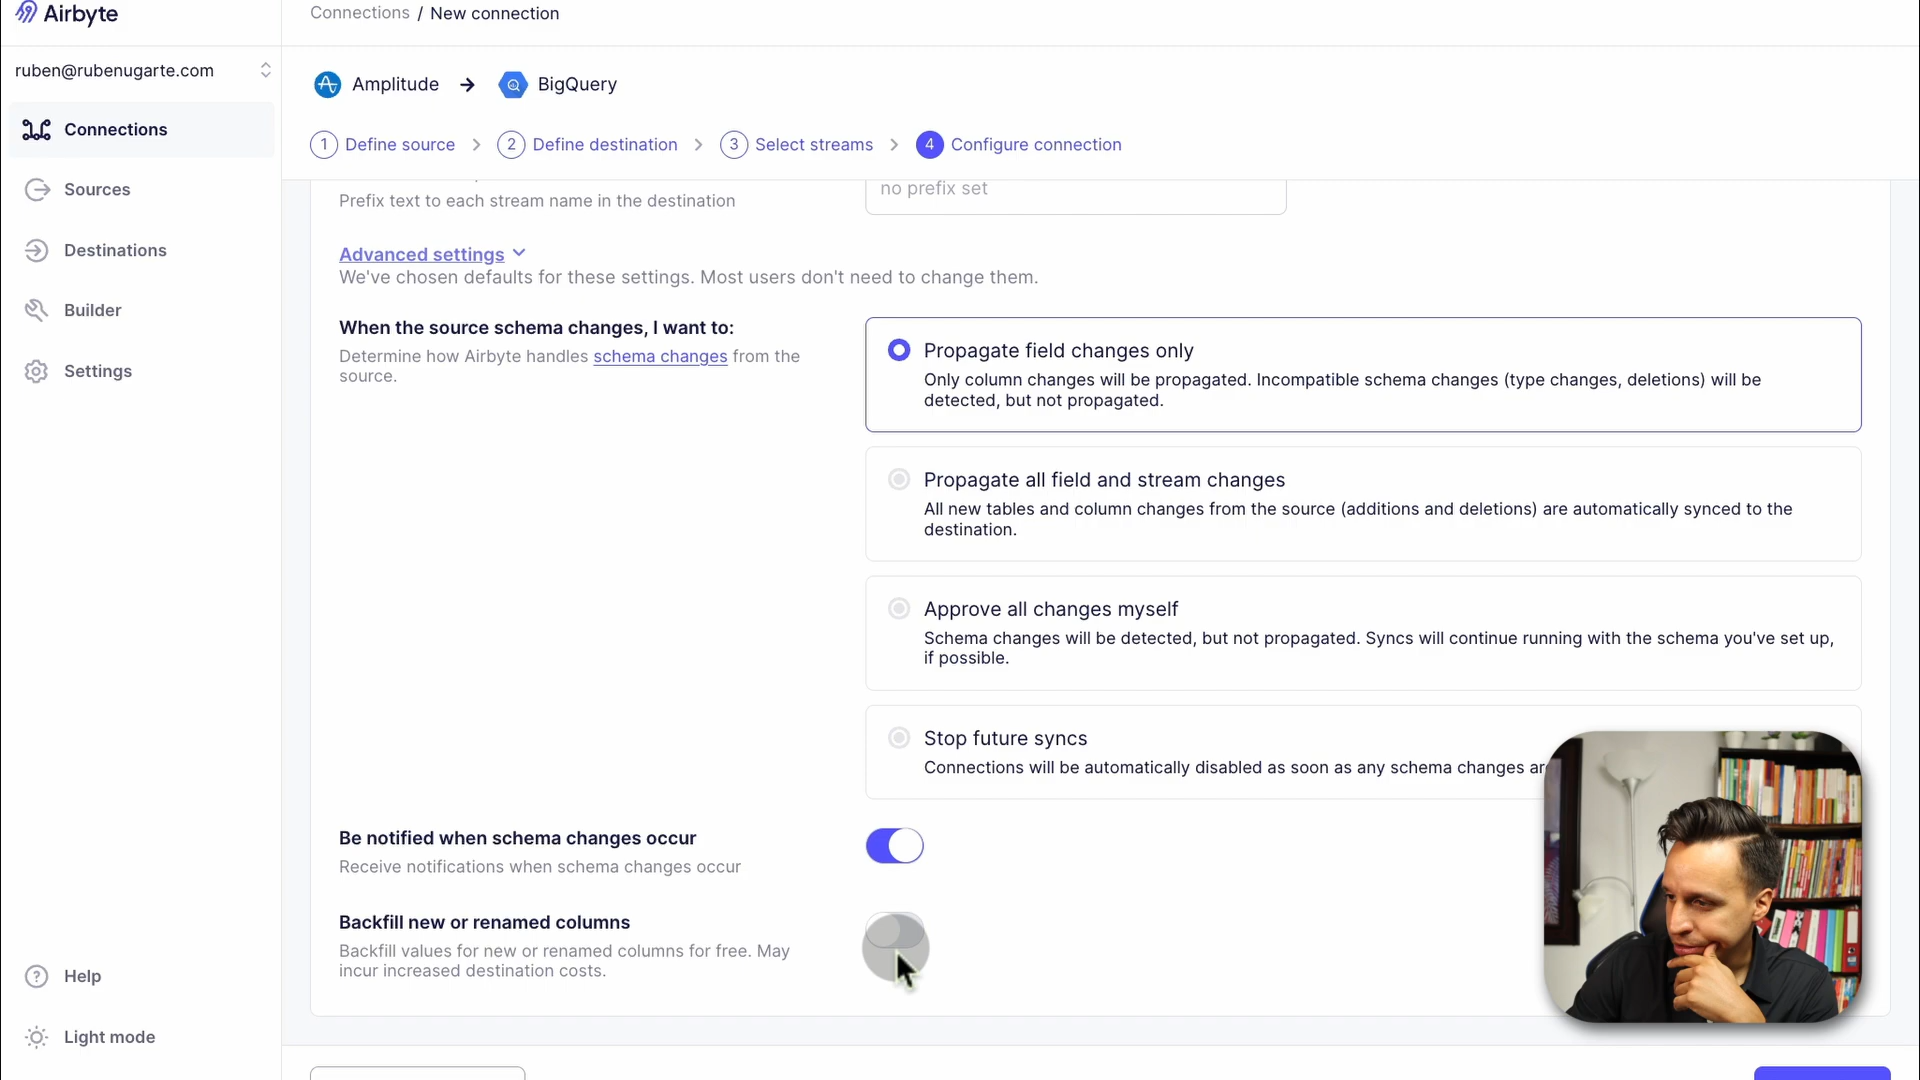 Airbyte
Connections / New connection
ruben@rubenugarte.com
Amplitude → BigQuery
Connections
1 Define source > 2 Define destination > 3 Select streams > 4 Configure connection
Sources
Destinations
Builder
Settings
no prefix set
Prefix text to each stream name in the destination
Advanced settings
We've chosen defaults for these settings. Most users don't need to change them.
When the source schema changes, I want to:
Determine how Airbyte handles schema changes from the
source.
Propagate field changes only
Only column changes will be propagated. Incompatible schema changes (type changes, deletions) will be
detected, but not propagated.
Propagate all field and stream changes
All new tables and column changes from the source (additions and deletions) are automatically synced to the
destination.
Approve all changes myself
Schema changes will be detected, but not propagated. Syncs will continue running with the schema you've set up,
if possible.
Stop future syncs
Connections will be automatically disabled as soon as any schema changes
Be notified when schema changes occur
Receive notifications when schema changes occur
Backfill new or renamed columns
Backfill values for new or renamed columns for free. May
incur increased destination costs.
Help
Light mode